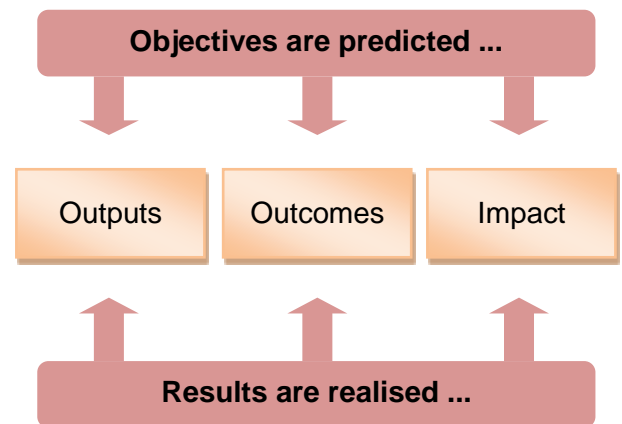 Objectives are predicted ...
Outputs
Outcomes
Impact
Results are realised ...